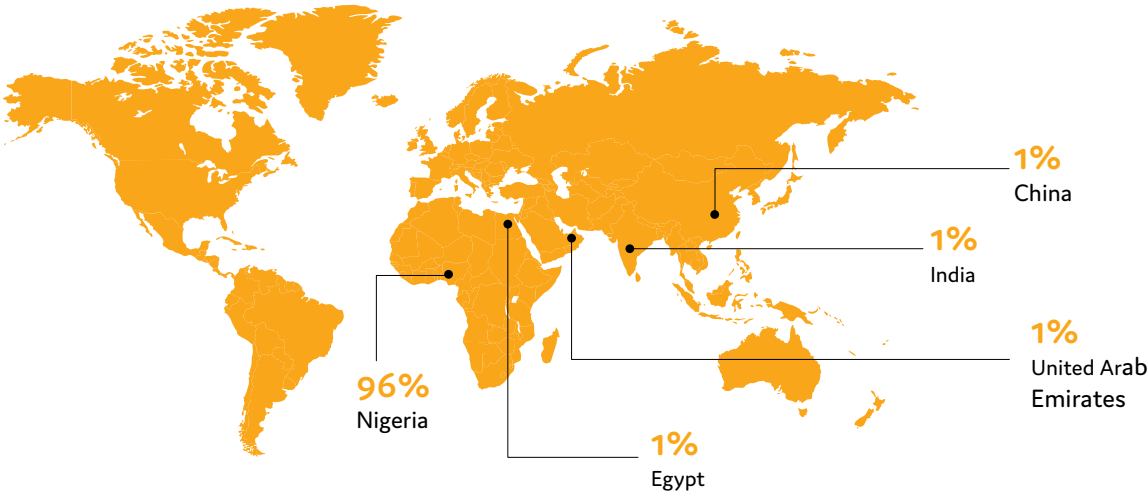 1%
China
1%
India
1%
United Arab
Emirates
96%
Nigeria
1%
Egypt